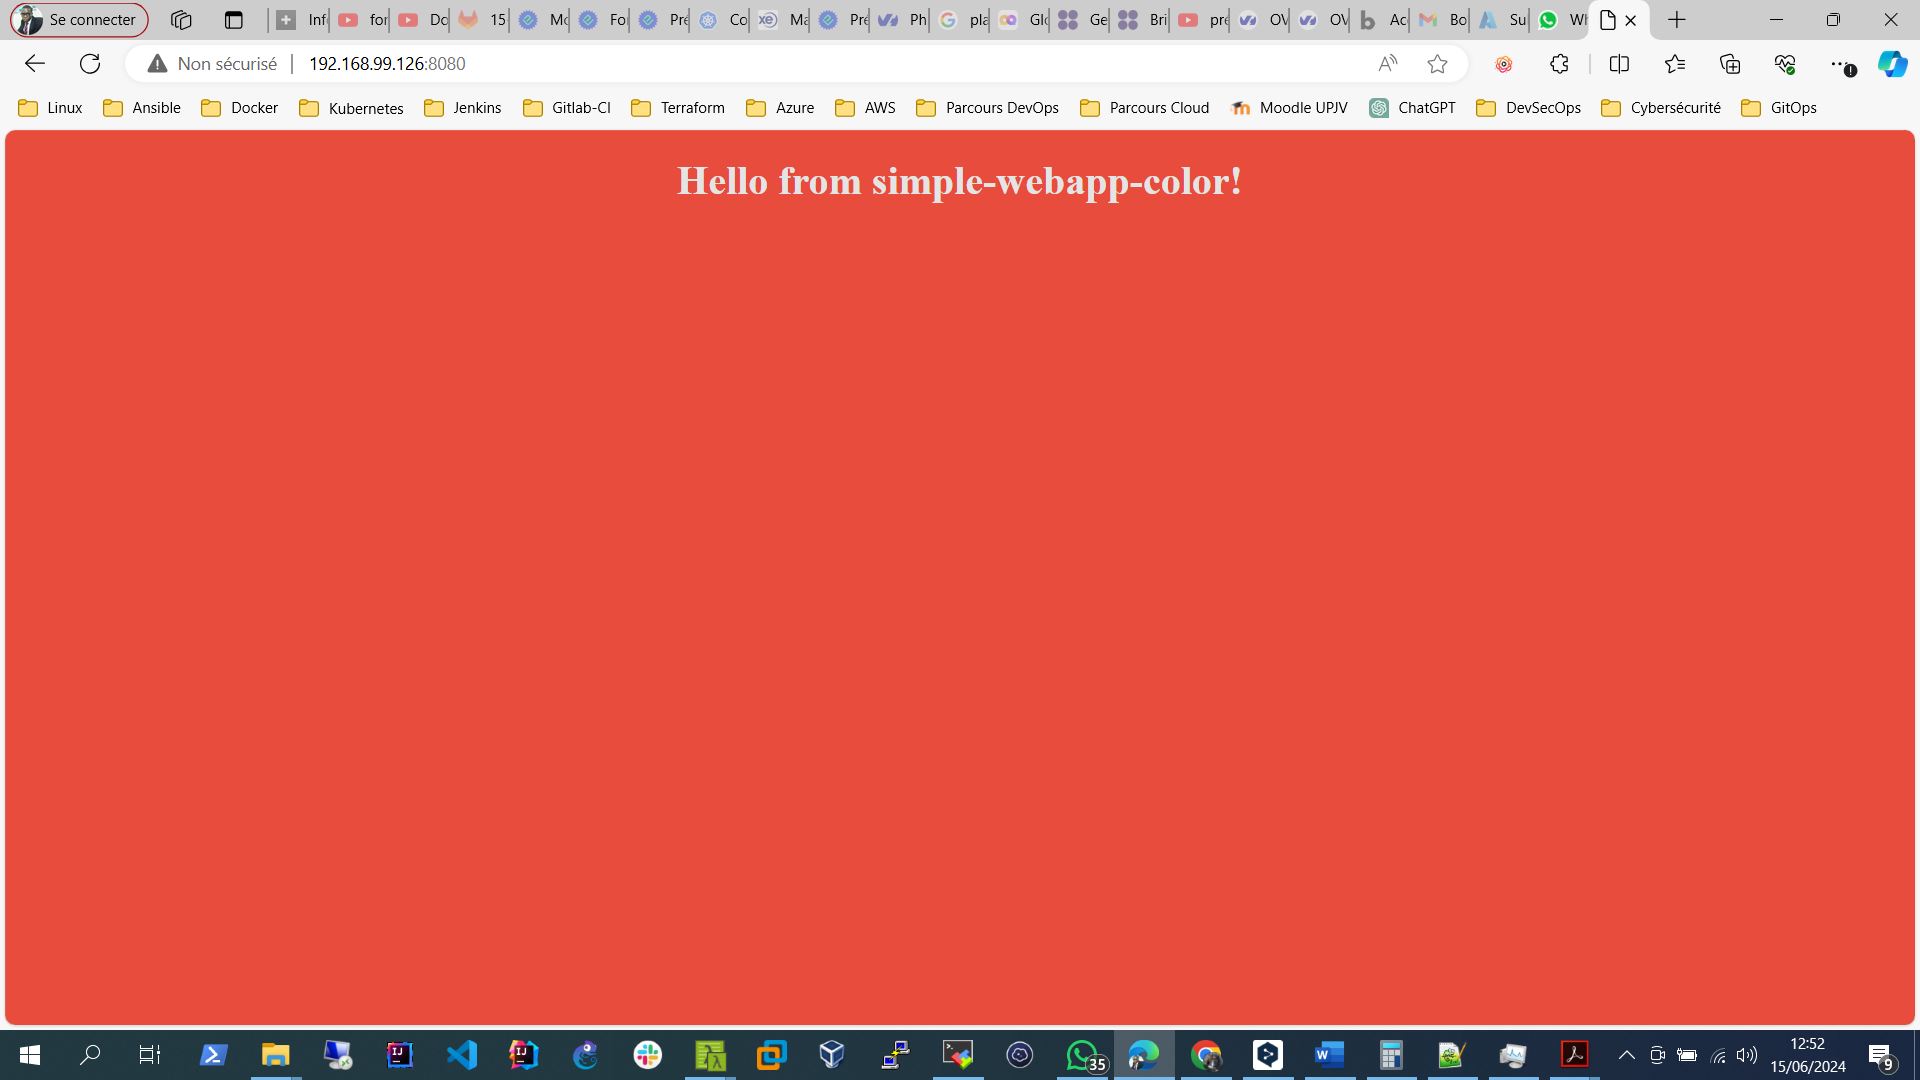 Se connecter
Inf
for
Do
15
Mo
For
Pré
Co
Ma
Pré
Ph
pla
Glo
Ge
Bri
pre
OV
OV
Ac
Bo
Su
Wh
Non sécurisé
192.168.99.126:8080
Linux
Ansible
Docker
Kubernetes
Jenkins
Gitlab-CI
Terraform
Azure
AWS
Parcours DevOps
Parcours Cloud
Moodle UPJV
ChatGPT
DevSecOps
Cybersécurité
GitOps
Hello from simple-webapp-color!
35
12:52
15/06/2024
9